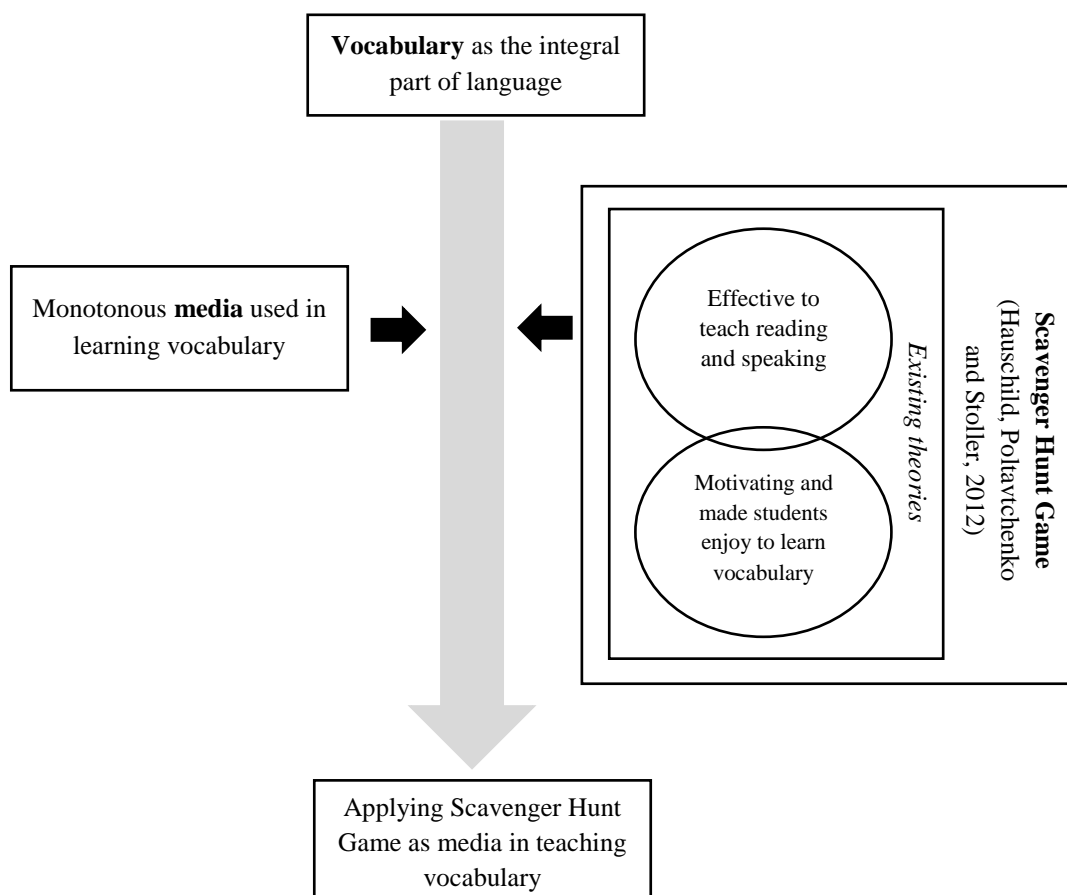 Vocabulary as the integral
part of language
Monotonous media used in
learning vocabulary
Effective to
teach reading
and speaking
Motivating and
made students
enjoy to learn
vocabulary
Existing theories
Scavenger Hunt Game
(Hauschild, Poltavtchenko
and Stoller, 2012)
Applying Scavenger Hunt
Game as media in teaching
vocabulary